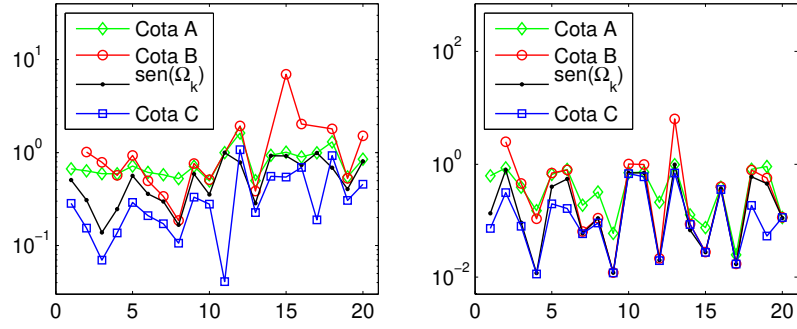 10^1
10^0
10^-1
0 5 10 15 20
Cota A
Cota B
sen(Ω_k)
Cota C
10^2
10^0
10^-2
0 5 10 15 20
Cota A
Cota B
sen(Ω_k)
Cota C